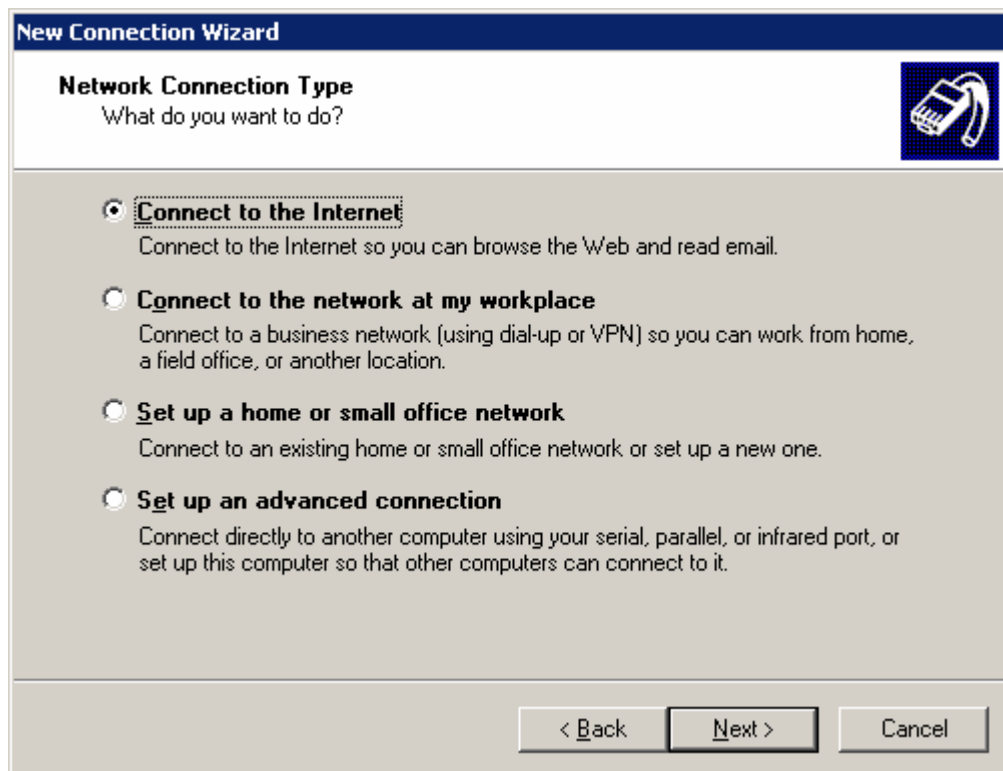 New Connection Wizard
Network Connection Type
What do you want to do?
Connect to the Internet
Connect to the Internet so you can browse the Web and read email.
Connect to the network at my workplace
Connect to a business network (using dial-up or VPN) so you can work from home,
a field office, or another location.
Set up a home or small office network
Connect to an existing home or small office network or set up a new one.
Set up an advanced connection
Connect directly to another computer using your serial, parallel, or infrared port, or
set up this computer so that other computers can connect to it.
< Back Next > Cancel